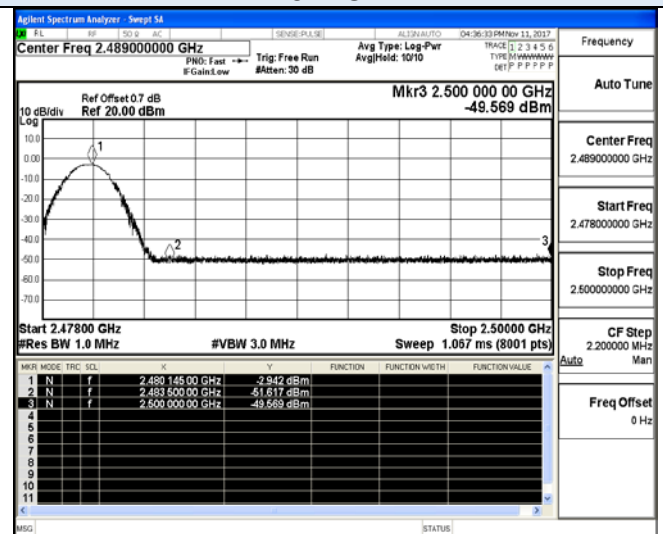 Agilent Spectrum Analyzer - Swept SA
RL RF 50 Ω AC SENSE:PULSE ALIGNAUTO 04:36:33 PM Nov 11, 2017
Center Freq 2.489000000 GHz
PNO: Fast
IFGain:Low
Trig: Free Run
#Atten: 30 dB
Avg Type: Log-Pwr
Avg|Hold: 10/10
TRACE 1 2 3 4 5 6
TYPE MWWWWW
DET P P P P P P
Ref Offset 0.7 dB
10 dB/div Ref 20.00 dBm
Log
Mkr3 2.500 000 00 GHz
-49.569 dBm
10.0
0.00
-10.0
-20.0
-30.0
-40.0
-50.0
-60.0
-70.0
1
2
3
Start 2.47800 GHz Stop 2.50000 GHz
#Res BW 1.0 MHz #VBW 3.0 MHz Sweep 1.067 ms (8001 pts)
MKR MODE TRC SCL X Y FUNCTION FUNCTION WIDTH FUNCTION VALUE
1 N f 2.480 145 00 GHz -2.942 dBm
2 N f 2.483 500 00 GHz -51.617 dBm
3 N f 2.500 000 00 GHz -49.569 dBm
4
5
6
7
8
9
10
11
MSG STATUS
Frequency
Auto Tune
Center Freq
2.489000000 GHz
Start Freq
2.478000000 GHz
Stop Freq
2.500000000 GHz
CF Step
2.200000 MHz
Auto Man
Freq Offset
0 Hz